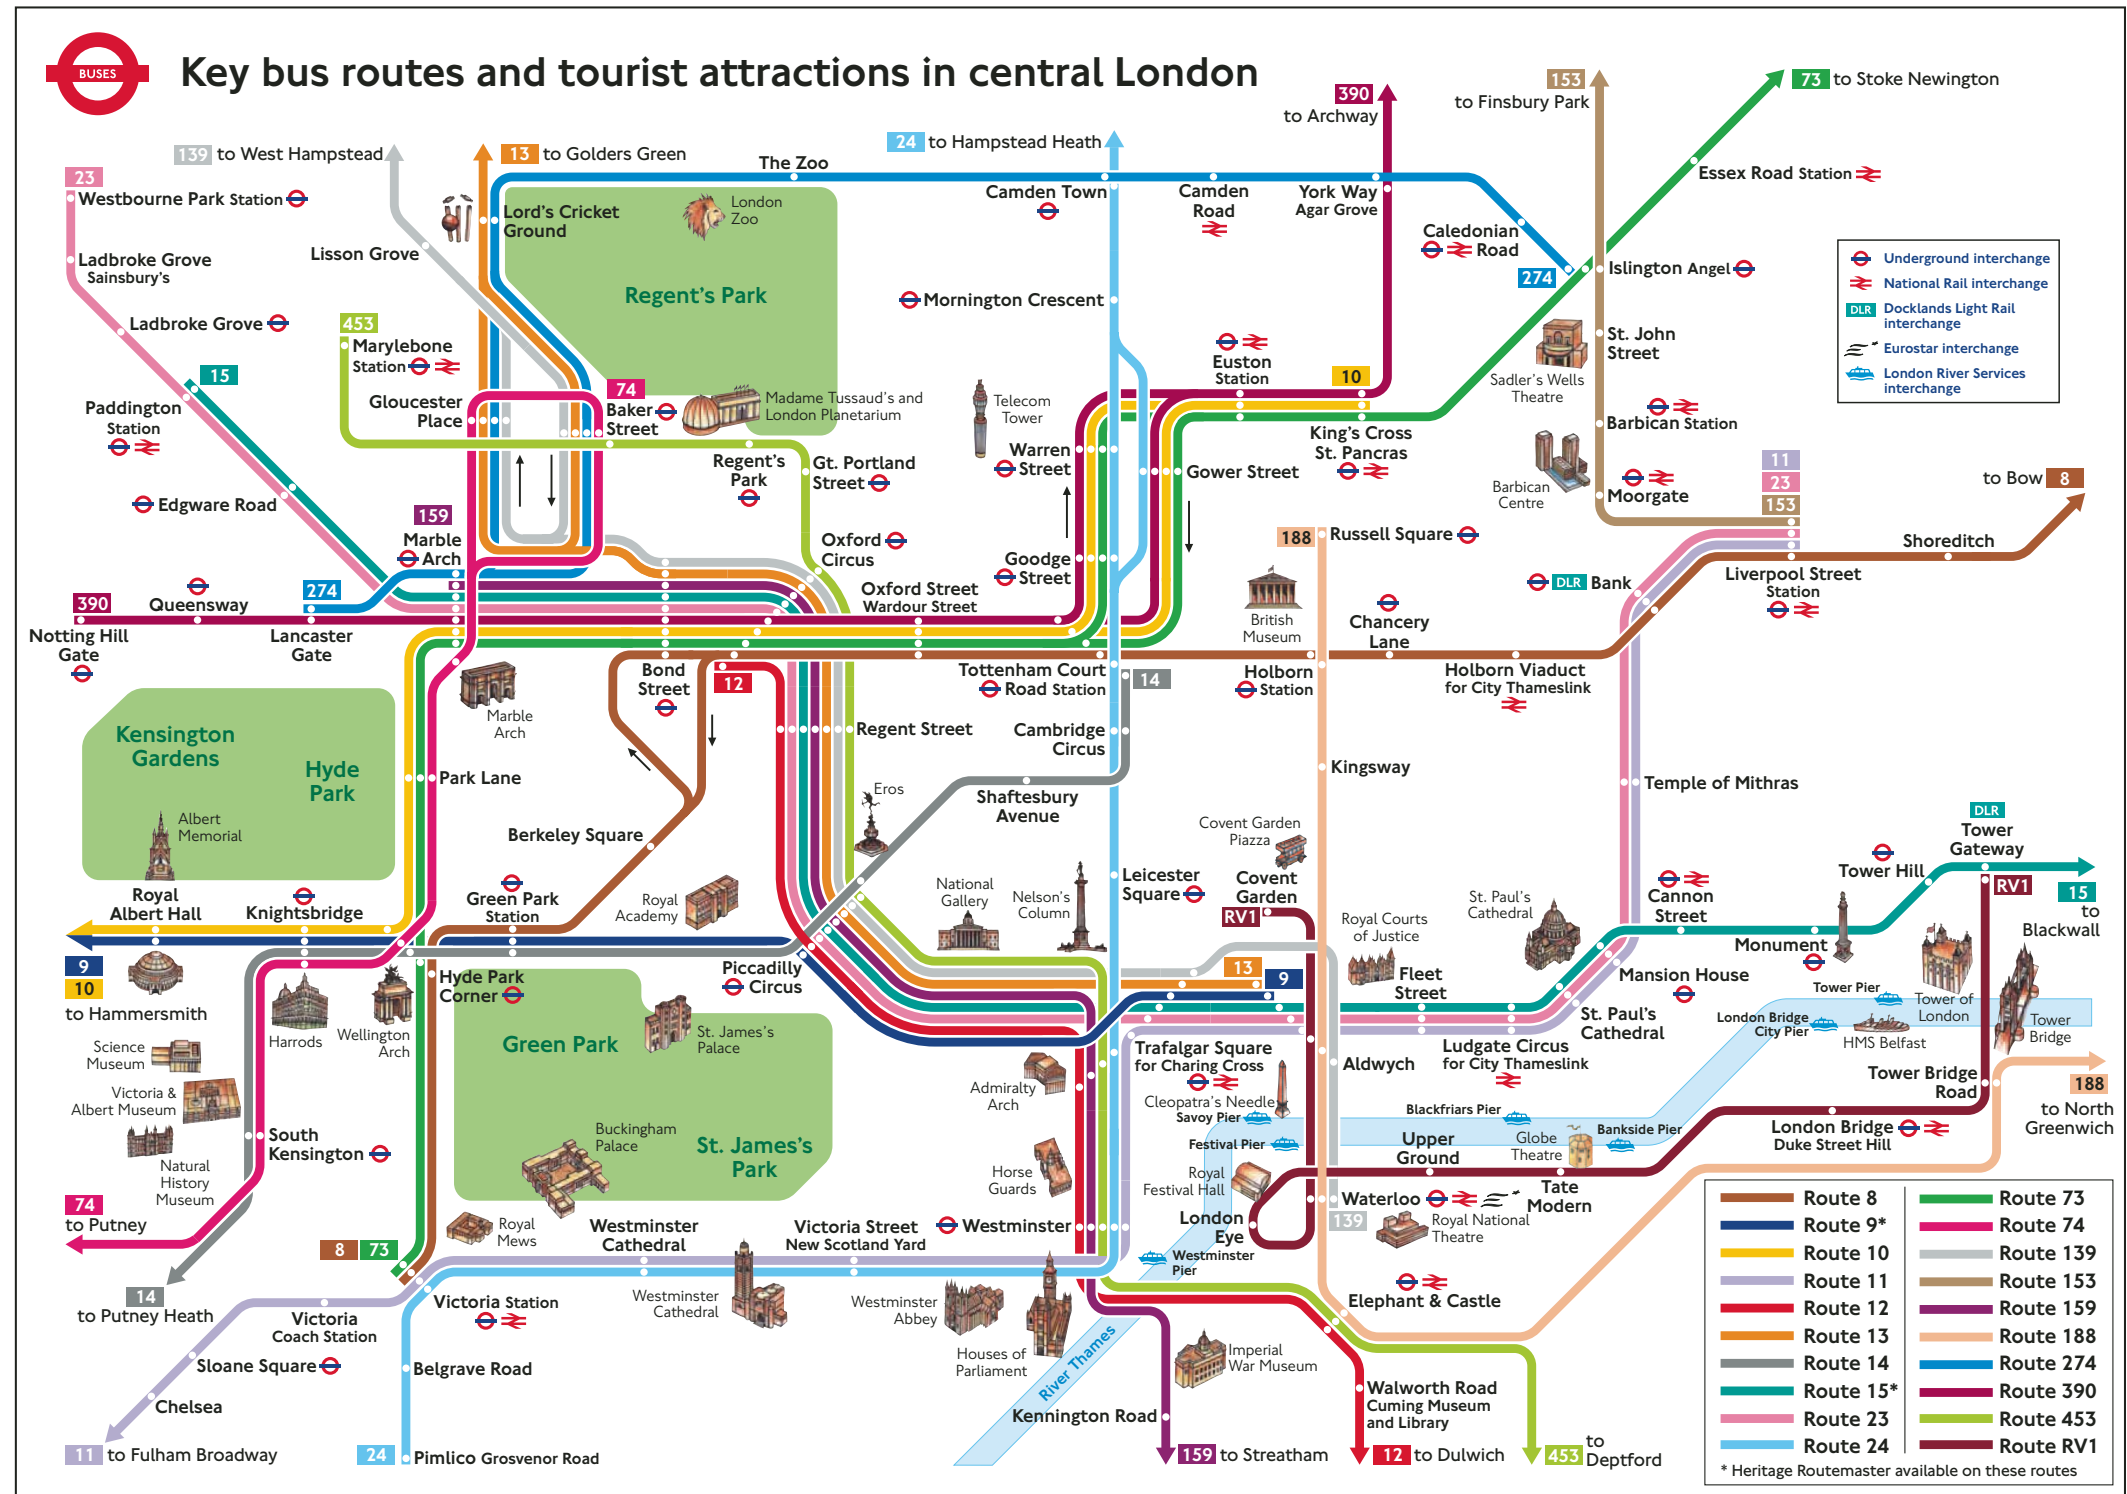 BUSES
Key bus routes and tourist attractions in central London
390
to Archway
153
to Finsbury Park
73 to Stoke Newington
139 to West Hampstead
13 to Golders Green
24 to Hampstead Heath
The Zoo
23
Westbourne Park Station
Lord's Cricket
Ground
London
Zoo
Camden Town
Camden
Road
York Way
Agar Grove
Essex Road Station
Caledonian
Road
274
Islington Angel
Lisson Grove
Ladbroke Grove
Sainsbury's
Ladbroke Grove
Regent's Park
Mornington Crescent
Underground interchange
National Rail interchange
DLR
Docklands Light Rail
interchange
Eurostar interchange
London River Services
interchange
453
Marylebone
Station
15
Euston
Station
10
St. John
Street
Sadler's Wells
Theatre
Paddington
Station
Gloucester
Place
74
Baker
Street
Madame Tussaud's and
London Planetarium
Telecom
Tower
Warren
Street
Gower Street
King's Cross
St. Pancras
Barbican Station
Barbican
Centre
Moorgate
Regent's
Park
Gt. Portland
Street
Edgware Road
159
Marble
Arch
Oxford
Circus
Goodge
Street
188
Russell Square
11
23
153
to Bow 8
Shoreditch
Liverpool Street
Station
DLR Bank
Queensway
274
390
Notting Hill
Gate
Lancaster
Gate
Oxford Street
Wardour Street
British
Museum
Chancery
Lane
Marble
Arch
Bond
Street
12
Tottenham Court
Road Station
14
Holborn
Station
Holborn Viaduct
for City Thameslink
Kensington
Gardens
Hyde
Park
Albert
Memorial
Park Lane
Regent Street
Cambridge
Circus
Kingsway
Temple of Mithras
Shaftesbury
Avenue
Eros
Berkeley Square
Covent Garden
Piazza
DLR
Tower
Gateway
Tower Hill
Royal
Albert Hall
Knightsbridge
Green Park
Station
Royal
Academy
National
Gallery
Nelson's
Column
Leicester
Square
Covent
Garden
RV1
Royal Courts
of Justice
St. Paul's
Cathedral
Cannon
Street
Monument
RV1
15
to
Blackwall
9
10
to Hammersmith
Harrods
Wellington
Arch
Hyde Park
Corner
Piccadilly
Circus
13
9
Fleet
Street
Mansion House
St. Paul's
Cathedral
Tower Pier
London Bridge
City Pier
HMS Belfast
Tower of
London
Tower
Bridge
Science
Museum
Victoria &
Albert Museum
Natural
History
Museum
South
Kensington
Green Park
St. James's
Palace
Buckingham
Palace
St. James's
Park
Admiralty
Arch
Horse
Guards
Trafalgar Square
for Charing Cross
Cleopatra's Needle
Savoy Pier
Festival Pier
Aldwych
Ludgate Circus
for City Thameslink
Blackfriars Pier
Bankside Pier
Upper
Ground
Globe
Theatre
Tower Bridge
Road
London Bridge
Duke Street Hill
188
to North
Greenwich
74
to Putney
14
to Putney Heath
8 73
Royal
Mews
Westminster
Cathedral
Victoria Street
New Scotland Yard
Westminster
Royal
Festival Hall
London
Eye
Waterloo
139
Royal National
Theatre
Tate
Modern
Westminster
Pier
Victoria
Coach Station
Victoria Station
Westminster
Cathedral
Westminster
Abbey
Houses of
Parliament
Elephant & Castle
Imperial
War Museum
River Thames
Sloane Square
Chelsea
11 to Fulham Broadway
Belgrave Road
24 Pimlico Grosvenor Road
Kennington Road
159 to Streatham
Walworth Road
Cuming Museum
and Library
12 to Dulwich
453 to
Deptford
Route 8
Route 9*
Route 10
Route 11
Route 12
Route 13
Route 14
Route 15*
Route 23
Route 24
Route 73
Route 74
Route 139
Route 153
Route 159
Route 188
Route 274
Route 390
Route 453
Route RV1
* Heritage Routemaster available on these routes